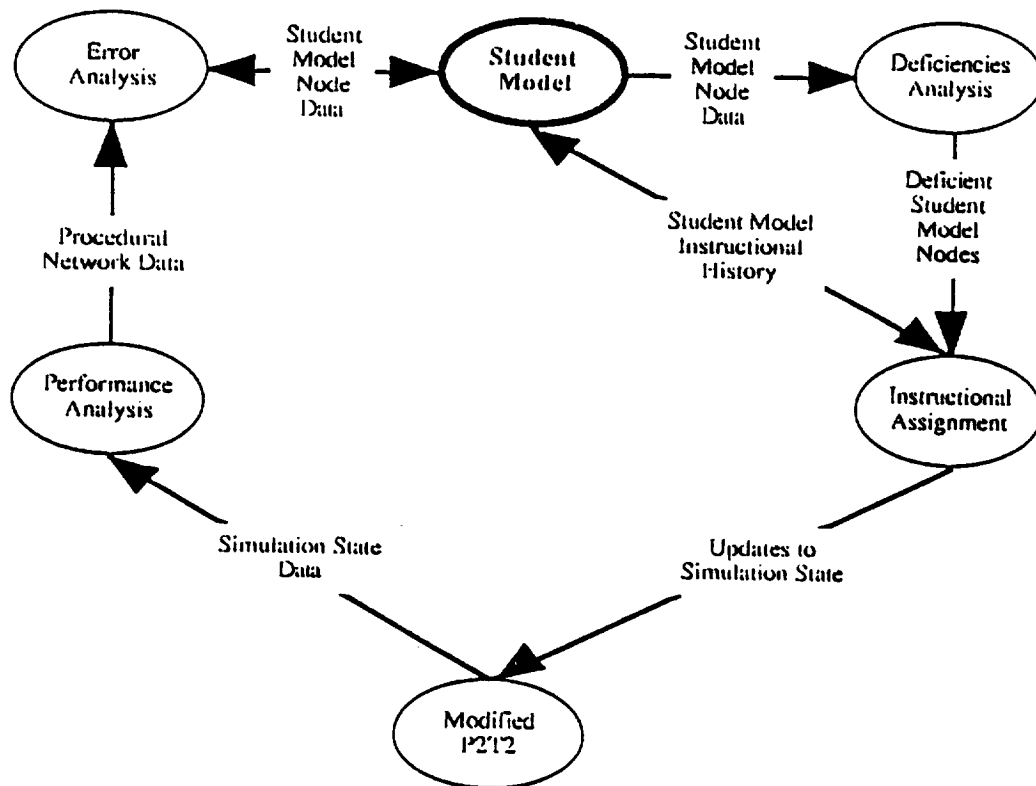 Error
Analysis
Student
Model
Node
Data
Student
Model
Student
Model
Node
Data
Deficiencies
Analysis
Procedural
Network Data
Student Model
Instructional
History
Deficient
Student
Model
Nodes
Performance
Analysis
Instructional
Assignment
Simulation State
Data
Updates to
Simulation State
Modified
P2T2